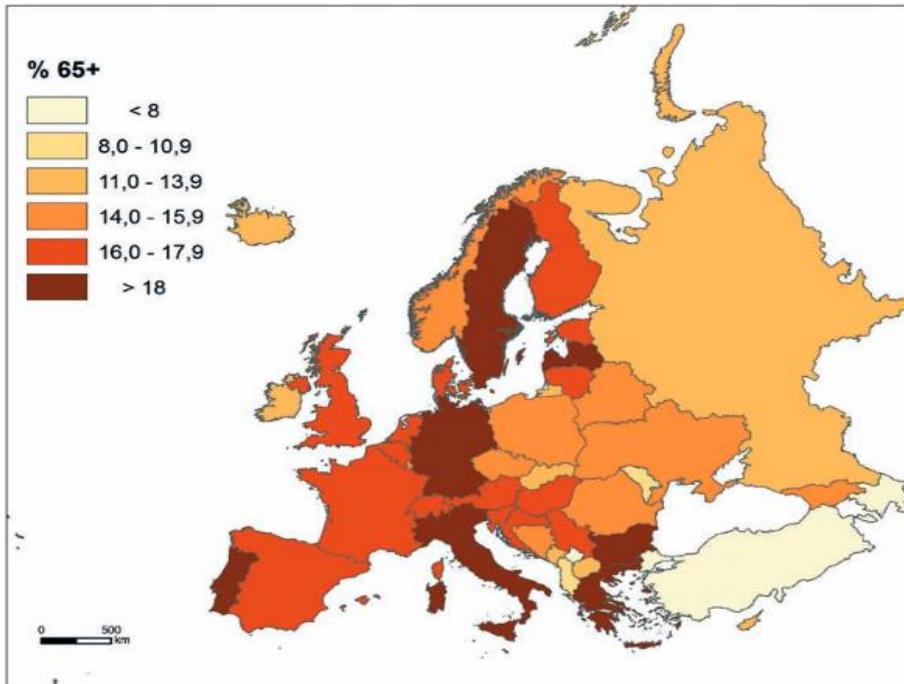 % 65+
< 8
8,0 - 10,9
11,0 - 13,9
14,0 - 15,9
16,0 - 17,9
> 18
0 500
km